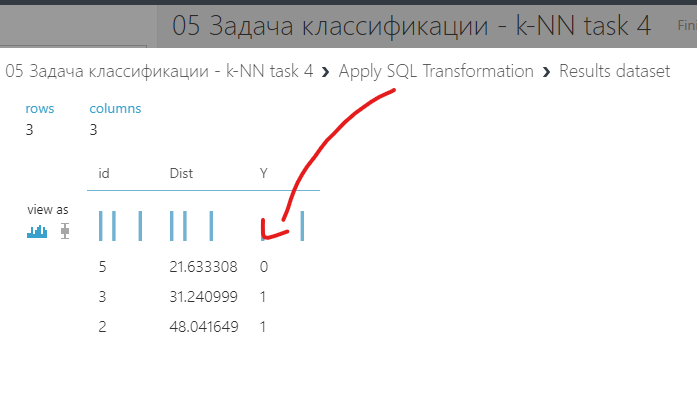 05 Задача классификации - k-NN task 4
Fini
05 Задача классификации - k-NN task 4 › Apply SQL Transformation › Results dataset
rows columns
3 3
id Dist Y
view as
5 21.633308 0
3 31.240999 1
2 48.041649 1